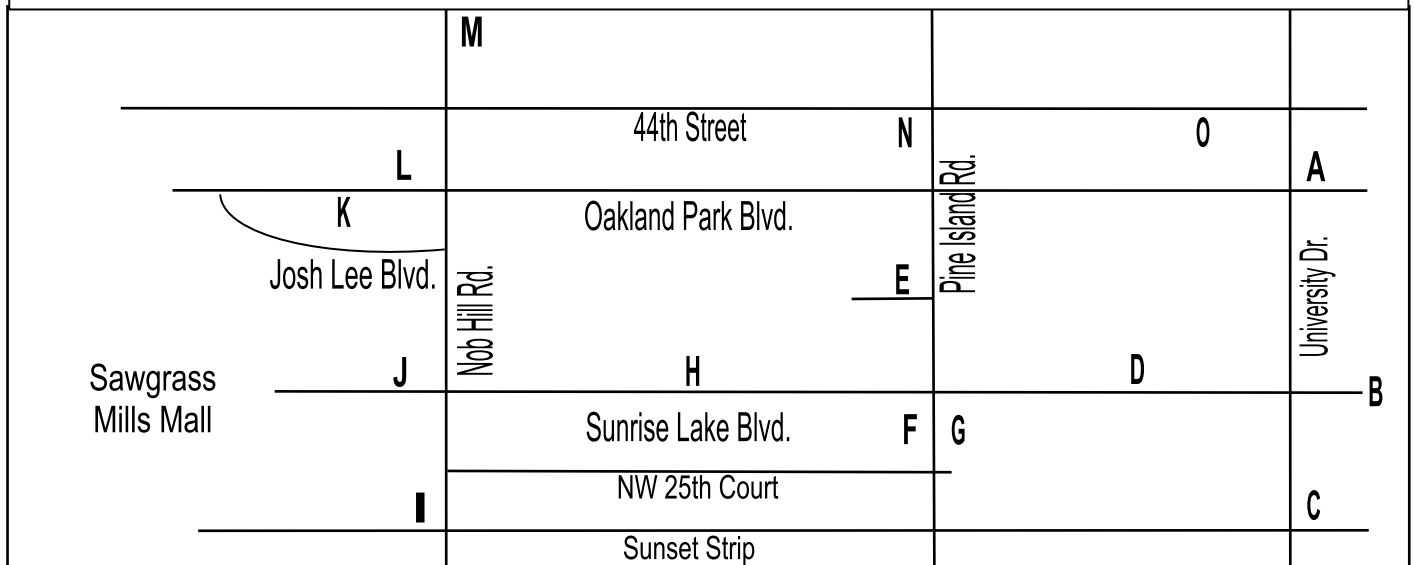 M
44th Street
N
O
L
A
K
Oakland Park Blvd.
Pine Island Rd.
Josh Lee Blvd.
E
University Dr.
Nob Hill Rd.
Sawgrass
Mills Mall
J
H
D
B
Sunrise Lake Blvd.
F
G
NW 25th Court
I
C
Sunset Strip